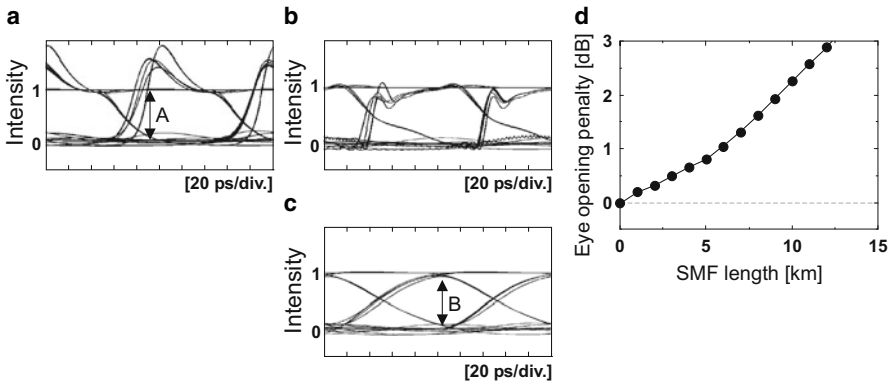 a
Intensity
1
0
A
[20 ps/div.]
b
Intensity
1
0
[20 ps/div.]
c
Intensity
1
0
B
[20 ps/div.]
d
Eye opening penalty [dB]
3
2
1
0
0
5
10
15
SMF length [km]